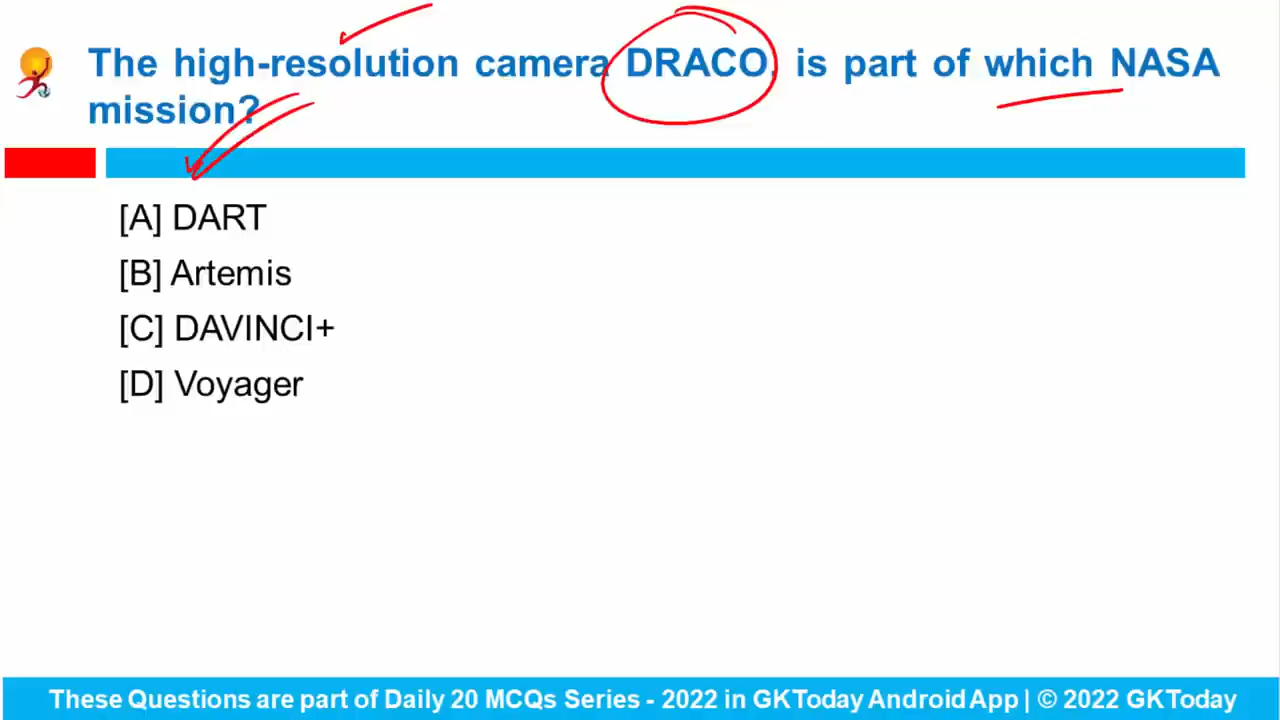 The high-resolution camera DRACO, is part of which NASA
mission?
[A] DART
[B] Artemis
[C] DAVINCI+
[D] Voyager
These Questions are part of Daily 20 MCQs Series - 2022 in GKToday Android App | © 2022 GKToday